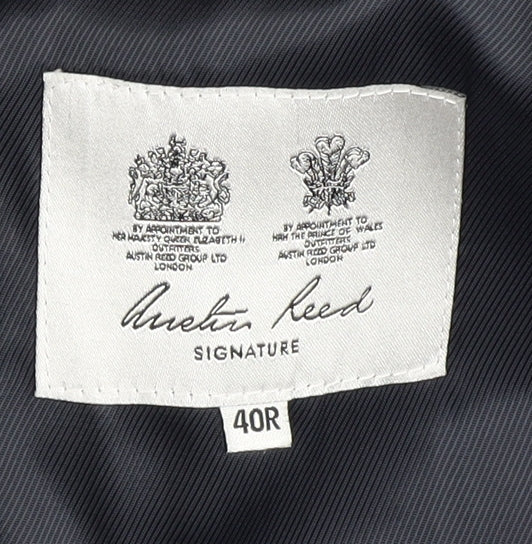 BY APPOINTMENT TO
HER MAJESTY QUEEN ELIZABETH II
OUTFITTERS
AUSTIN REED GROUP LTD
LONDON
BY APPOINTMENT TO
HRH THE PRINCE OF WALES
OUTFITTERS
AUSTIN REED GROUP LTD
LONDON
Austin Reed
SIGNATURE
40R